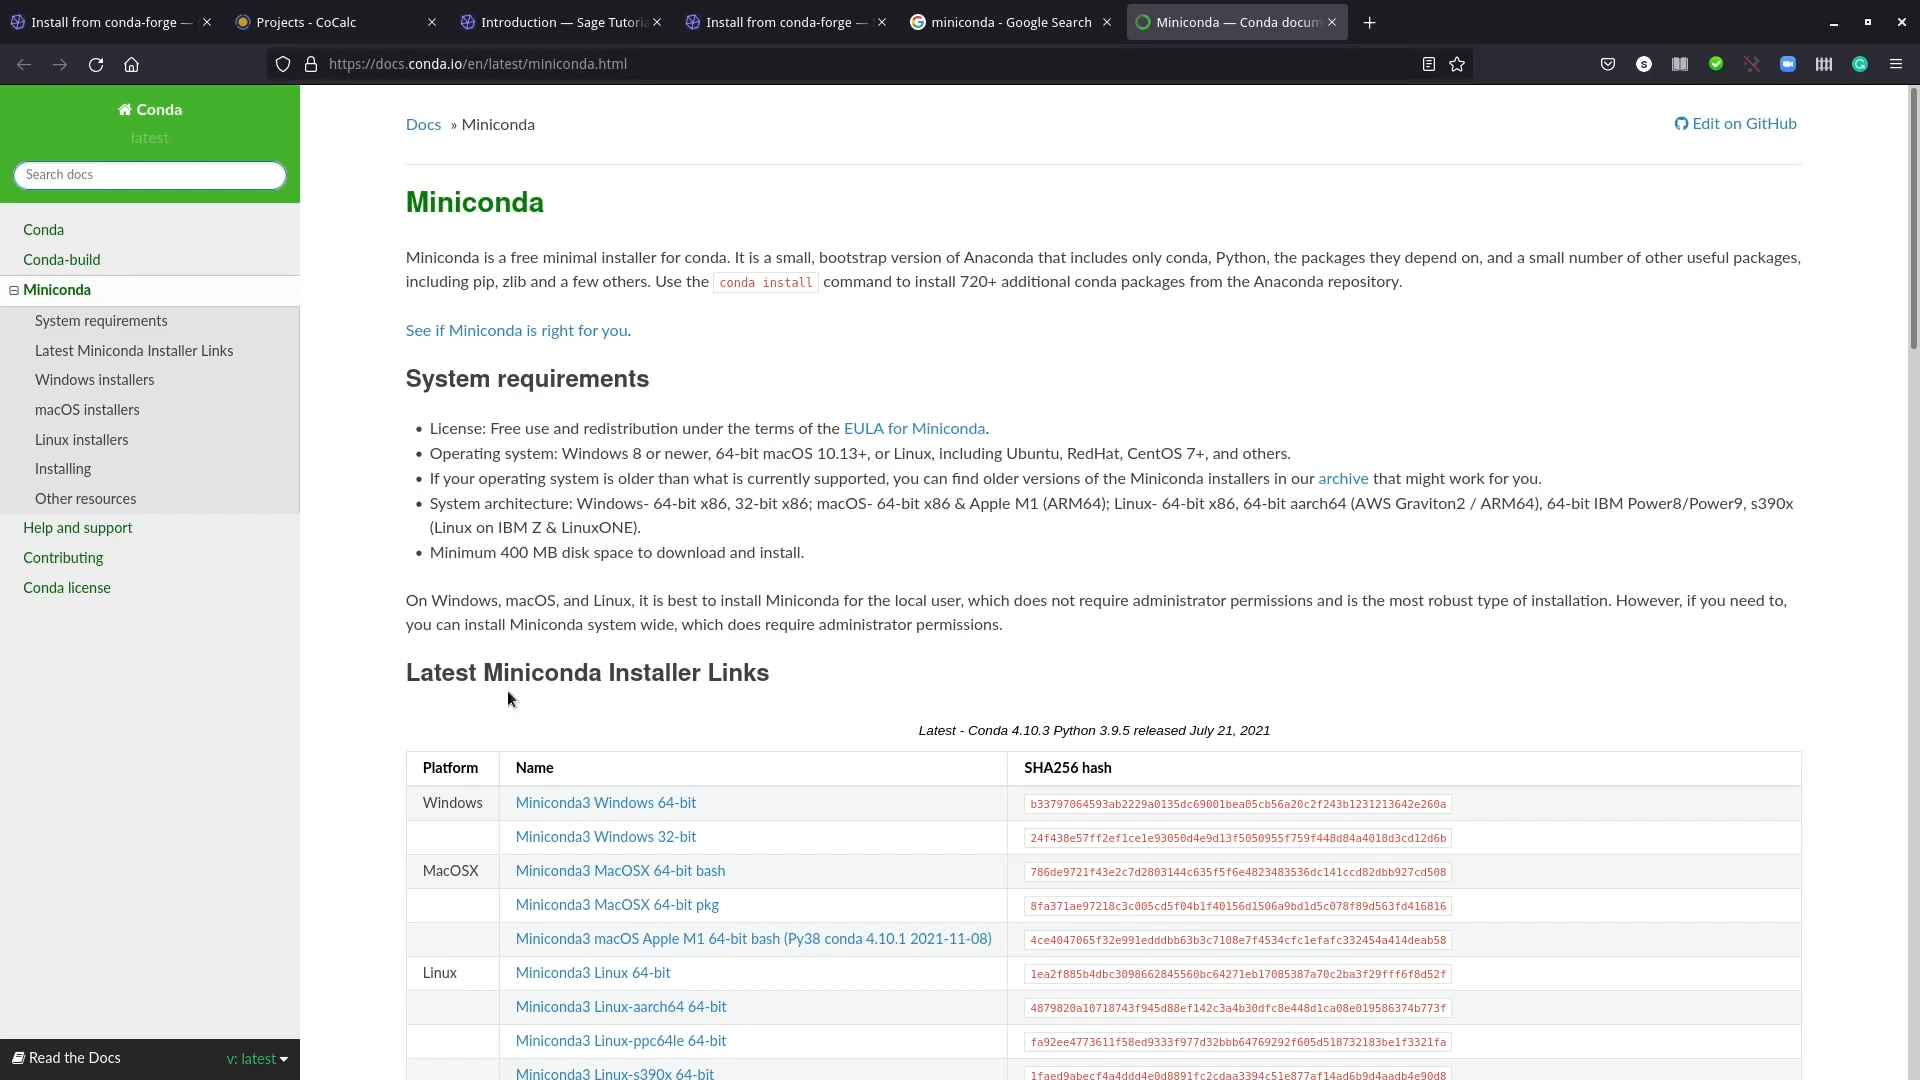 Install from conda-forge —
Projects - CoCalc
Introduction — Sage Tutoria
Install from conda-forge —
miniconda - Google Search
Miniconda — Conda docum
https://docs.conda.io/en/latest/miniconda.html
Conda
latest
Search docs
Conda
Conda-build
Miniconda
System requirements
Latest Miniconda Installer Links
Windows installers
macOS installers
Linux installers
Installing
Other resources
Help and support
Contributing
Conda license
Read the Docs
v: latest
Docs » Miniconda
Edit on GitHub
Miniconda
Miniconda is a free minimal installer for conda. It is a small, bootstrap version of Anaconda that includes only conda, Python, the packages they depend on, and a small number of other useful packages,
including pip, zlib and a few others. Use the conda install command to install 720+ additional conda packages from the Anaconda repository.
See if Miniconda is right for you.
System requirements
• License: Free use and redistribution under the terms of the EULA for Miniconda.
• Operating system: Windows 8 or newer, 64-bit macOS 10.13+, or Linux, including Ubuntu, RedHat, CentOS 7+, and others.
• If your operating system is older than what is currently supported, you can find older versions of the Miniconda installers in our archive that might work for you.
• System architecture: Windows- 64-bit x86, 32-bit x86; macOS- 64-bit x86 & Apple M1 (ARM64); Linux- 64-bit x86, 64-bit aarch64 (AWS Graviton2 / ARM64), 64-bit IBM Power8/Power9, s390x
(Linux on IBM Z & LinuxONE).
• Minimum 400 MB disk space to download and install.
On Windows, macOS, and Linux, it is best to install Miniconda for the local user, which does not require administrator permissions and is the most robust type of installation. However, if you need to,
you can install Miniconda system wide, which does require administrator permissions.
Latest Miniconda Installer Links
Latest - Conda 4.10.3 Python 3.9.5 released July 21, 2021
Platform Name SHA256 hash
Windows Miniconda3 Windows 64-bit b33797064593ab2229a0135dc69001bea05cb56a20c2f243b1231213642e260a
Miniconda3 Windows 32-bit 24f438e57ff2ef1ce1e93050d4e9d13f5050955f759f448d84a4018d3cd12d6b
MacOSX Miniconda3 MacOSX 64-bit bash 786de9721f43e2c7d2803144c635f5f6e4823483536dc141ccd82dbb927cd508
Miniconda3 MacOSX 64-bit pkg 8fa371ae97218c3c005cd5f04b1f40156d1506a9bd1d5c078f89d563fd416816
Miniconda3 macOS Apple M1 64-bit bash (Py38 conda 4.10.1 2021-11-08) 4ce4047065f32e991edddbb63b3c7108e7f4534cfc1efafc332454a414deab58
Linux Miniconda3 Linux 64-bit 1ea2f885b4dbc3098662845560bc64271eb17085387a70c2ba3f29fff6f8d52f
Miniconda3 Linux-aarch64 64-bit 4879820a10718743f945d88ef142c3a4b30dfc8e448d1ca08e019586374b773f
Miniconda3 Linux-ppc64le 64-bit fa92ee4773611f58ed9333f977d32bbb64769292f605d518732183be1f3321fa
Miniconda3 Linux-s390x 64-bit 1faed9abecf4a4ddd4e0d8891fc2cdaa3394c51e877af14ad6b9d4aadb4e90d8